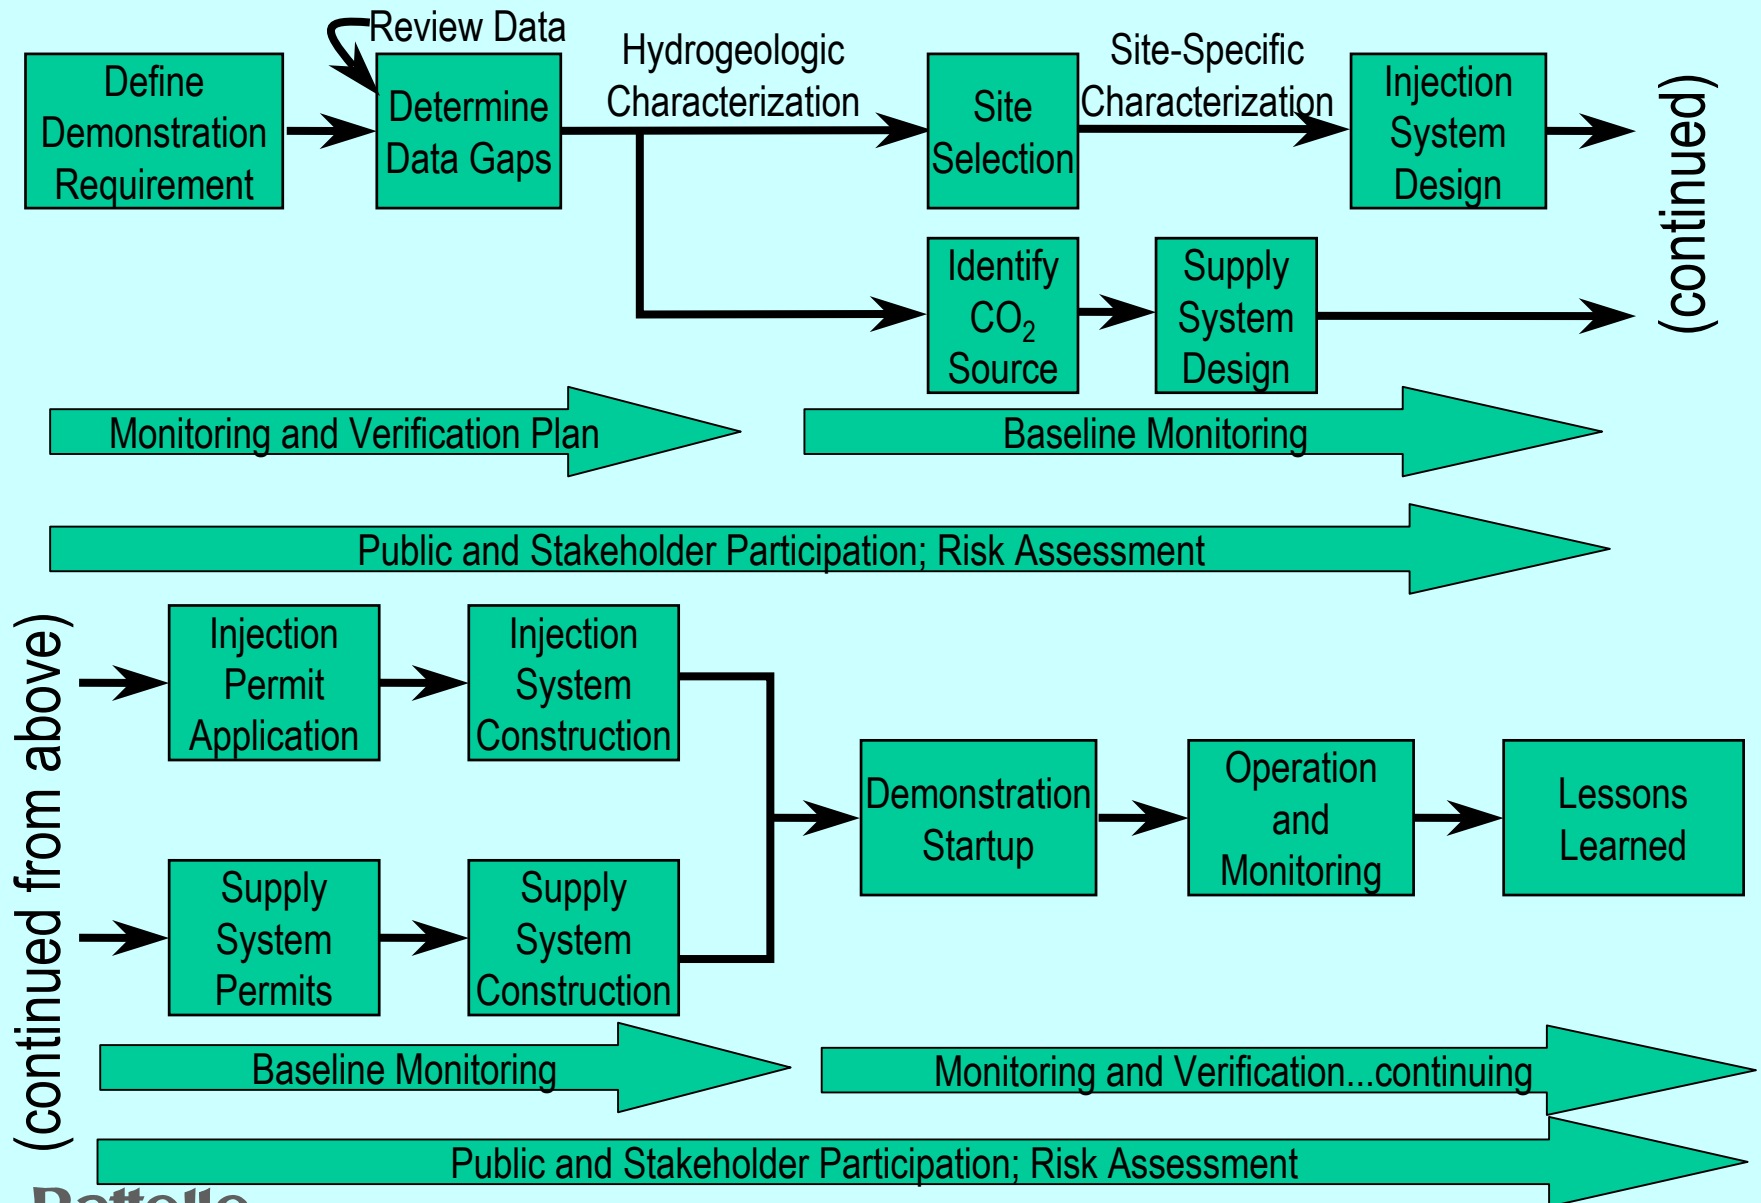 Review Data
Define
Demonstration
Requirement
Determine
Data Gaps
Hydrogeologic
Characterization
Site
Selection
Site-Specific
Characterization
Injection
System
Design
(continued)
Identify
CO₂
Source
Supply
System
Design
Monitoring and Verification Plan
Baseline Monitoring
Public and Stakeholder Participation; Risk Assessment
(continued from above)
Injection
Permit
Application
Injection
System
Construction
Supply
System
Permits
Supply
System
Construction
Demonstration
Startup
Operation
and
Monitoring
Lessons
Learned
Baseline Monitoring
Monitoring and Verification...continuing
Public and Stakeholder Participation; Risk Assessment